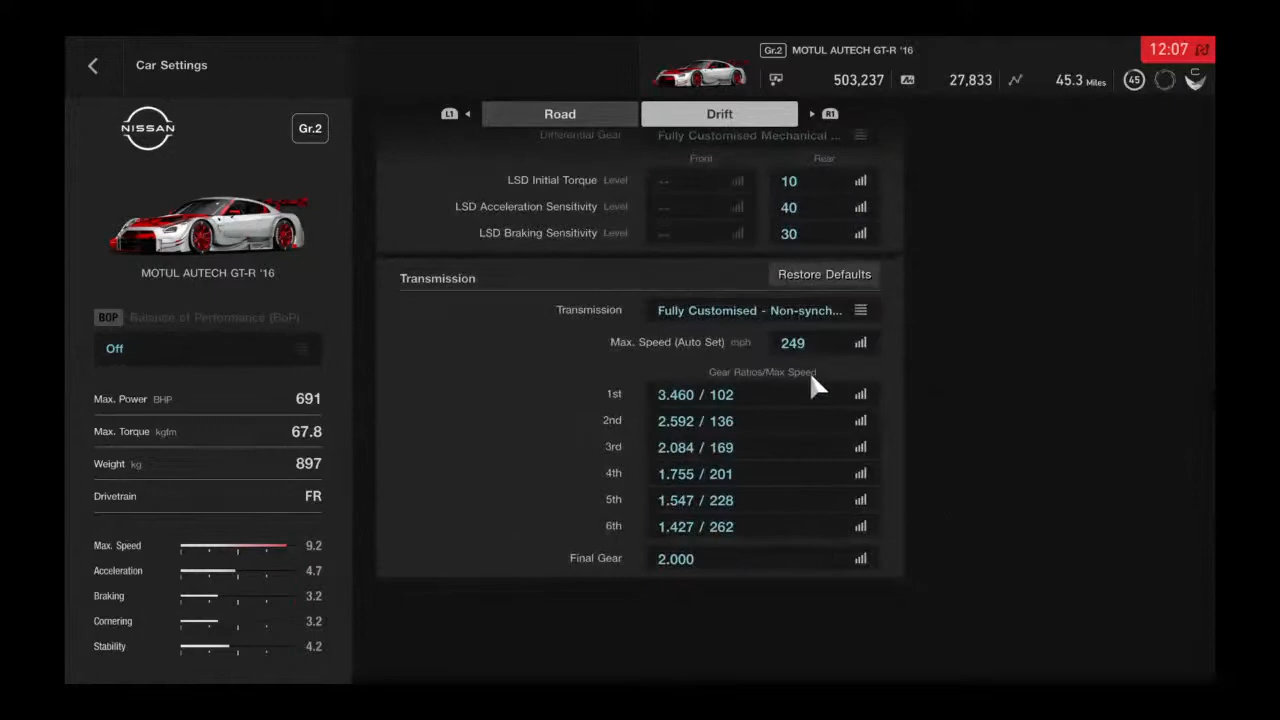 Gr.2 MOTUL AUTECH GT-R '16
12:07
Car Settings
503,237 27,833 45.3 Miles 45 C
L1 Road Drift R1
NISSAN
Gr.2
Differential Gear Fully Customised Mechanical ...
Front Rear
LSD Initial Torque Level -- 10
LSD Acceleration Sensitivity Level -- 40
LSD Braking Sensitivity Level -- 30
MOTUL AUTECH GT-R '16
BOP Balance of Performance (BoP)
Off
Max. Power BHP 691
Max. Torque kgfm 67.8
Weight kg 897
Drivetrain FR
Max. Speed 9.2
Acceleration 4.7
Braking 3.2
Cornering 3.2
Stability 4.2
Transmission Restore Defaults
Transmission Fully Customised - Non-synch...
Max. Speed (Auto Set) mph 249
Gear Ratios/Max Speed
1st 3.460 / 102
2nd 2.592 / 136
3rd 2.084 / 169
4th 1.755 / 201
5th 1.547 / 228
6th 1.427 / 262
Final Gear 2.000